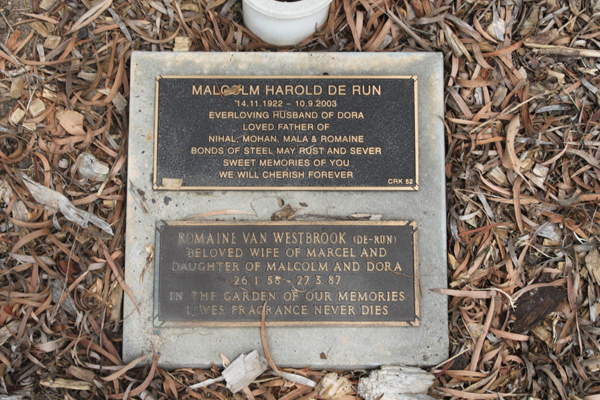 MALCOLM HAROLD DE RUN
14.11.1922 – 10.9.2003
EVERLOVING HUSBAND OF DORA
LOVED FATHER OF
NIHAL, MOHAN, MALA & ROMAINE
BONDS OF STEEL MAY RUST AND SEVER
SWEET MEMORIES OF YOU
WE WILL CHERISH FOREVER
CRK 52
ROMAINE VAN WESTBROOK (DE-RUN)
BELOVED WIFE OF MARCEL AND
DAUGHTER OF MALCOLM AND DORA
26.1.58 - 27.3.87
IN THE GARDEN OF OUR MEMORIES
LOVES FRAGRANCE NEVER DIES